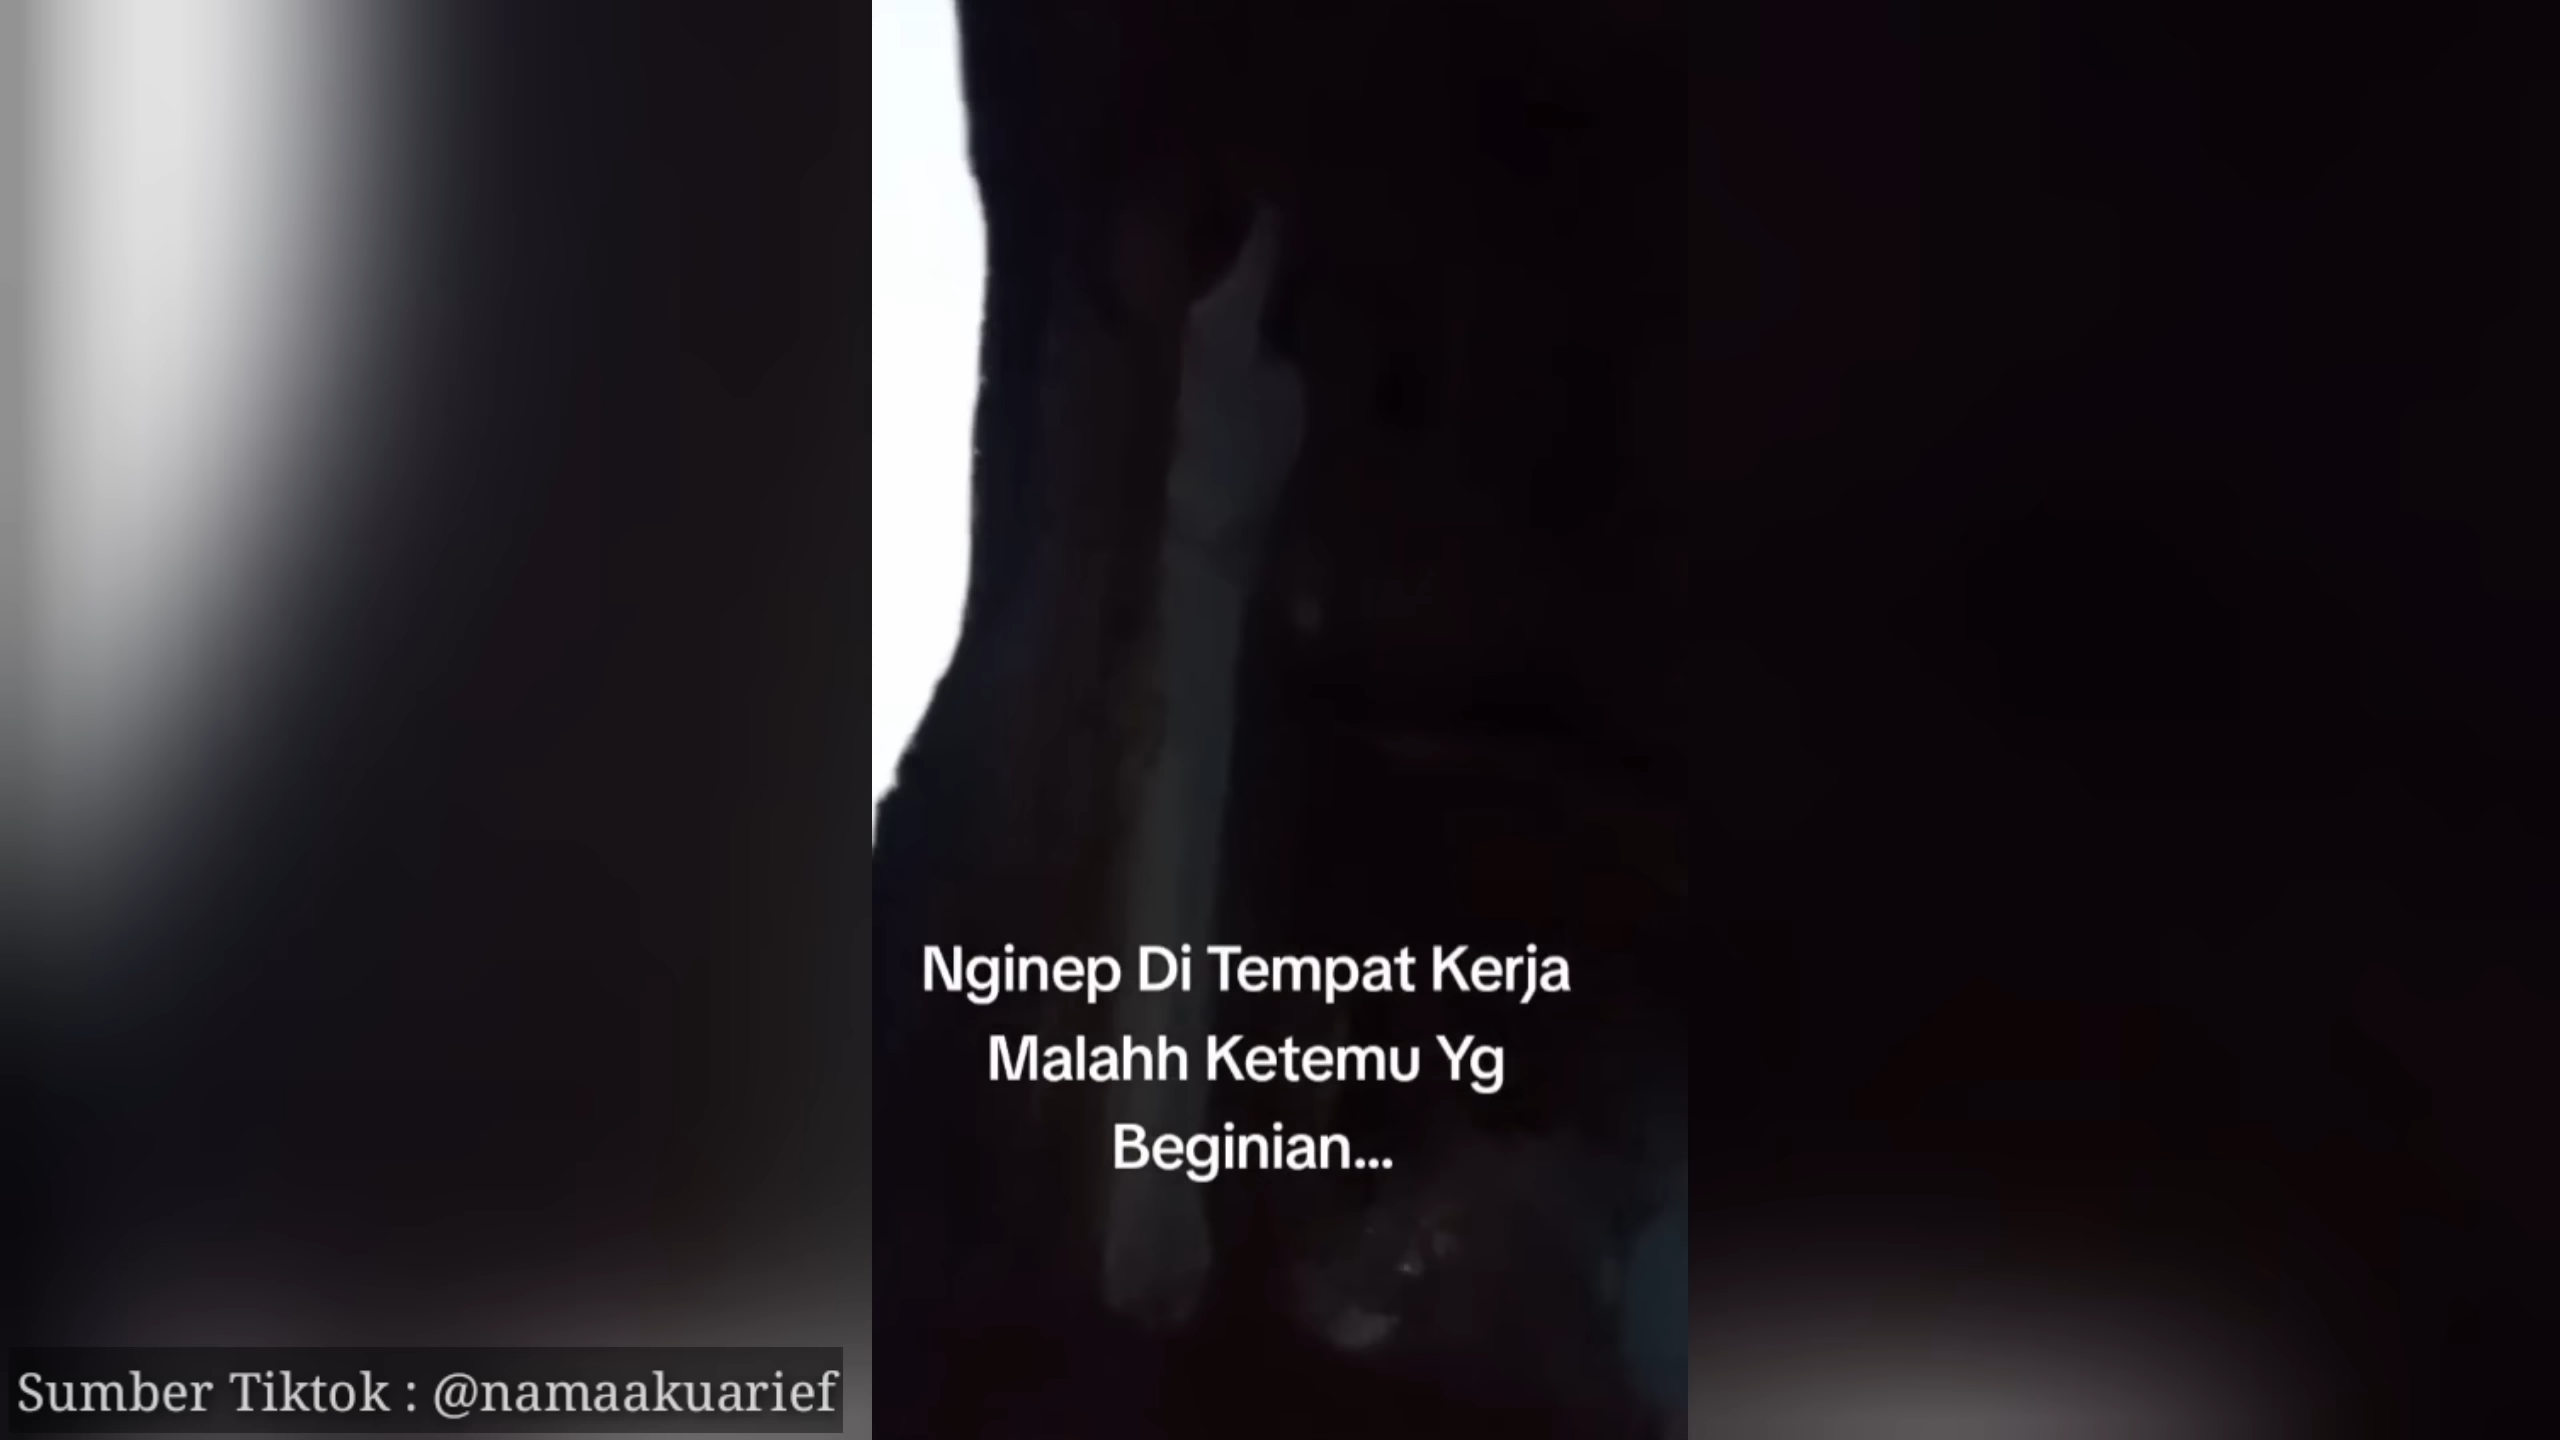 Nginep Di Tempat Kerja
Malahh Ketemu Yg
Beginian...
Sumber Tiktok : @namaakuarief